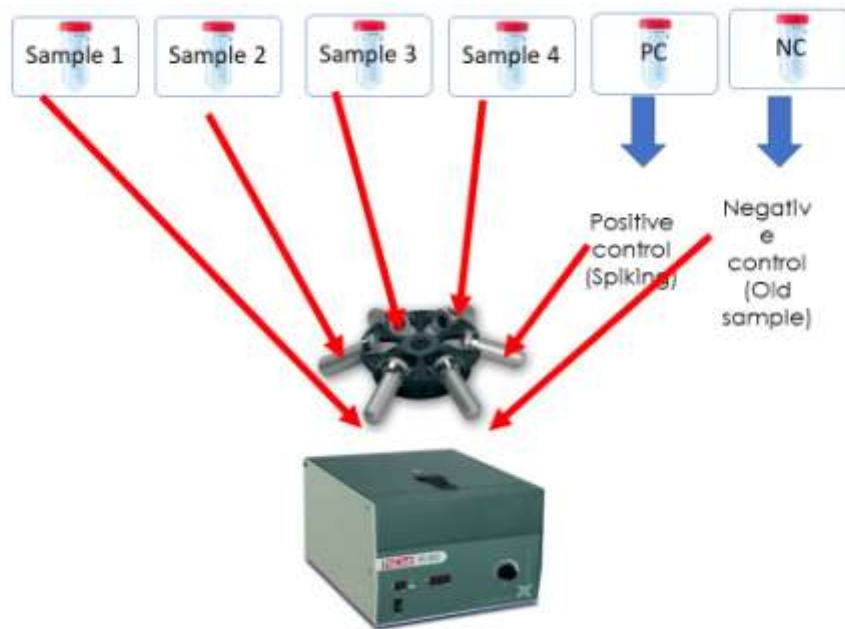 Sample 1
Sample 2
Sample 3
Sample 4
PC
NC
Positive
control
(Spiking)
Negativ
e
control
(Old
sample)